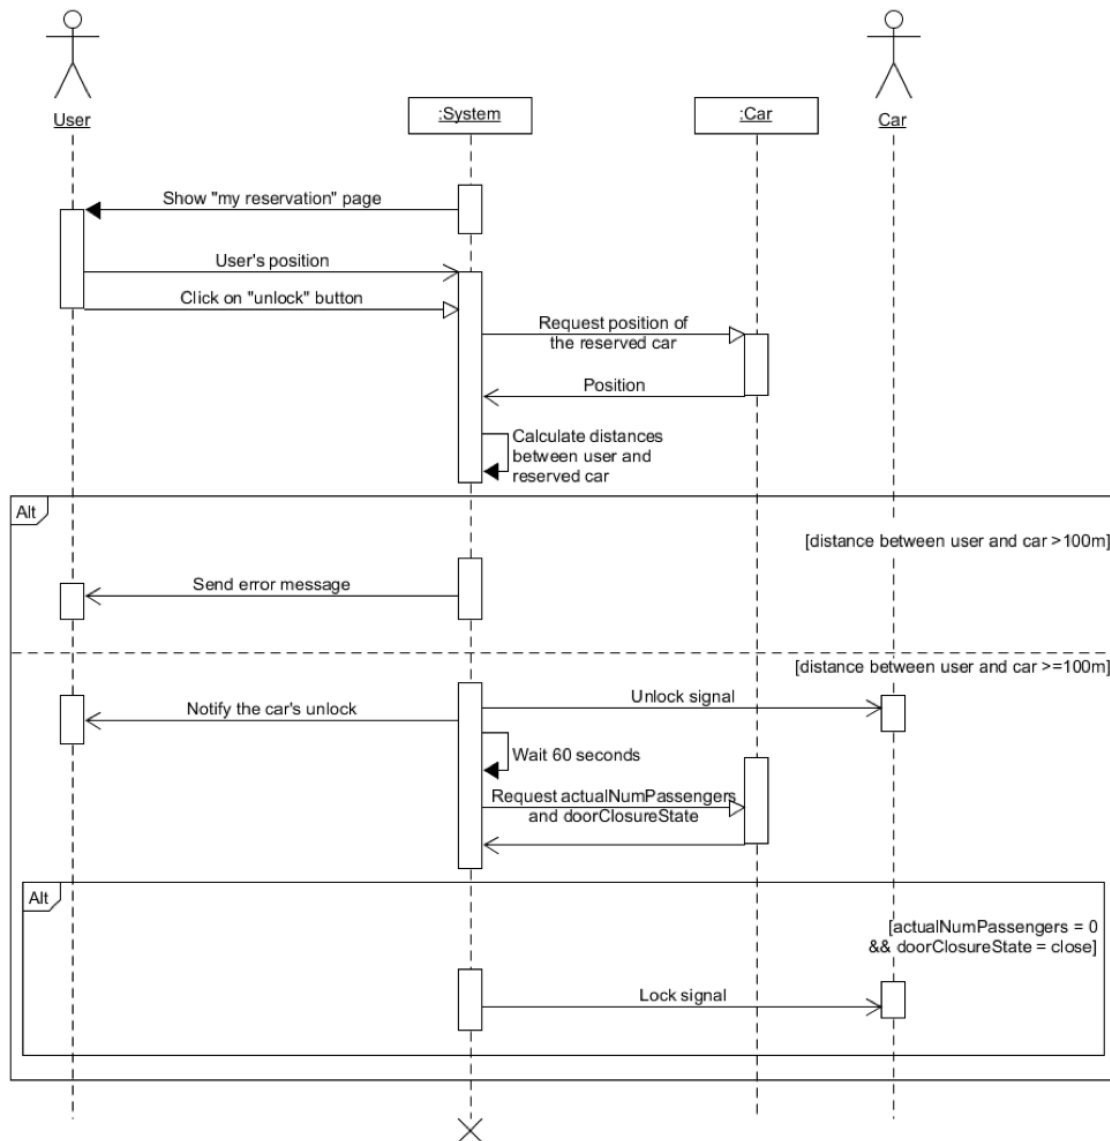 User
:System
:Car
Car
Show "my reservation" page
User's position
Click on "unlock" button
Request position of
the reserved car
Position
Calculate distances
between user and
reserved car
Alt
[distance between user and car >100m]
Send error message
[distance between user and car >=100m]
Unlock signal
Notify the car's unlock
Wait 60 seconds
Request actualNumPassengers
and doorClosureState
Alt
[actualNumPassengers = 0
&& doorClosureState = close]
Lock signal